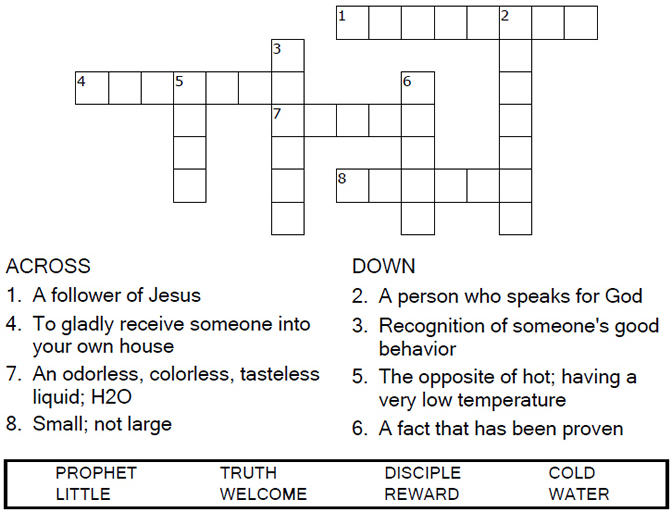 1
2
3
4
5
6
7
8
ACROSS
1. A follower of Jesus
4. To gladly receive someone into
your own house
7. An odorless, colorless, tasteless
liquid; H2O
8. Small; not large
DOWN
2. A person who speaks for God
3. Recognition of someone's good
behavior
5. The opposite of hot; having a
very low temperature
6. A fact that has been proven
PROPHET TRUTH DISCIPLE COLD
LITTLE WELCOME REWARD WATER